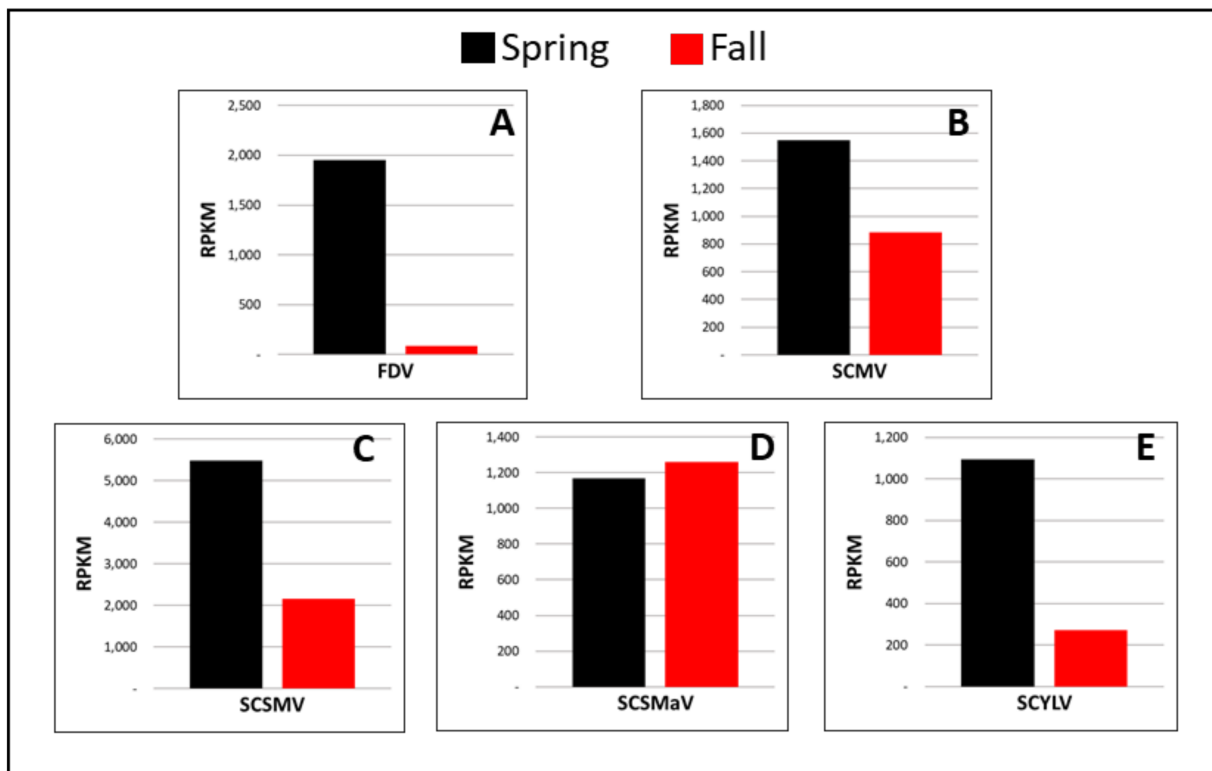 Spring Fall
A
2,500
2,000
1,500
1,000
500
-
RPKM
FDV
B
1,800
1,600
1,400
1,200
1,000
800
600
400
200
-
RPKM
SCMV
C
6,000
5,000
4,000
3,000
2,000
1,000
-
RPKM
SCSMV
D
1,400
1,200
1,000
800
600
400
200
-
RPKM
SCSMaV
E
1,200
1,000
800
600
400
200
-
RPKM
SCYLV